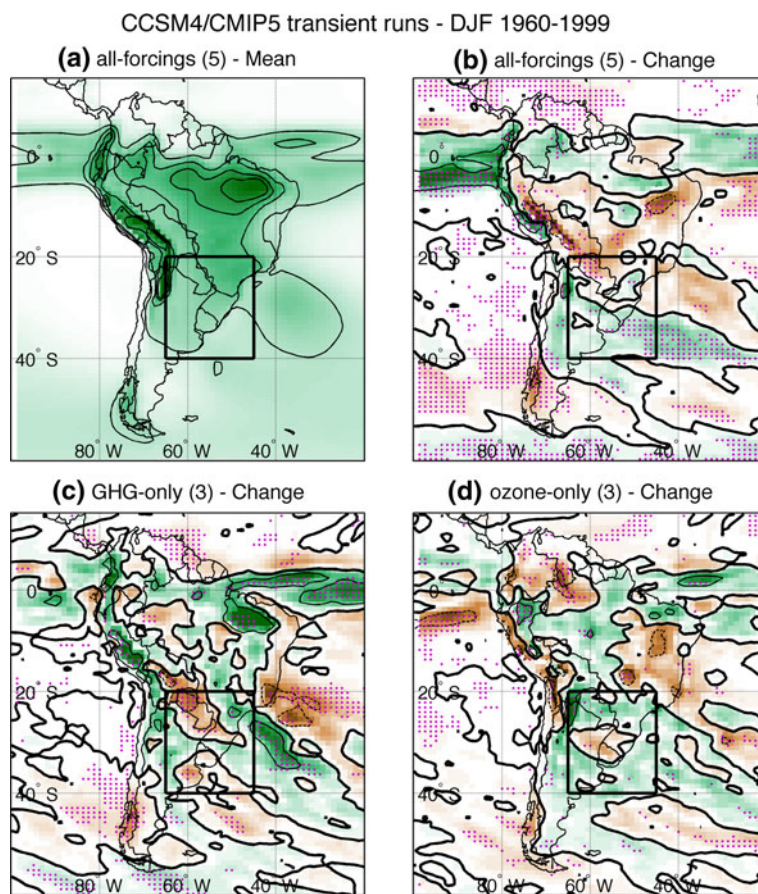 CCSM4/CMIP5 transient runs - DJF 1960-1999
(a) all-forcings (5) - Mean
(b) all-forcings (5) - Change
0°
20° S
40° S
80° W
60° W
40° W
0°
20° S
40° S
80° W
60° W
40° W
(c) GHG-only (3) - Change
(d) ozone-only (3) - Change
0°
20° S
40° S
80° W
60° W
40° W
0°
20° S
40° S
80° W
60° W
40° W